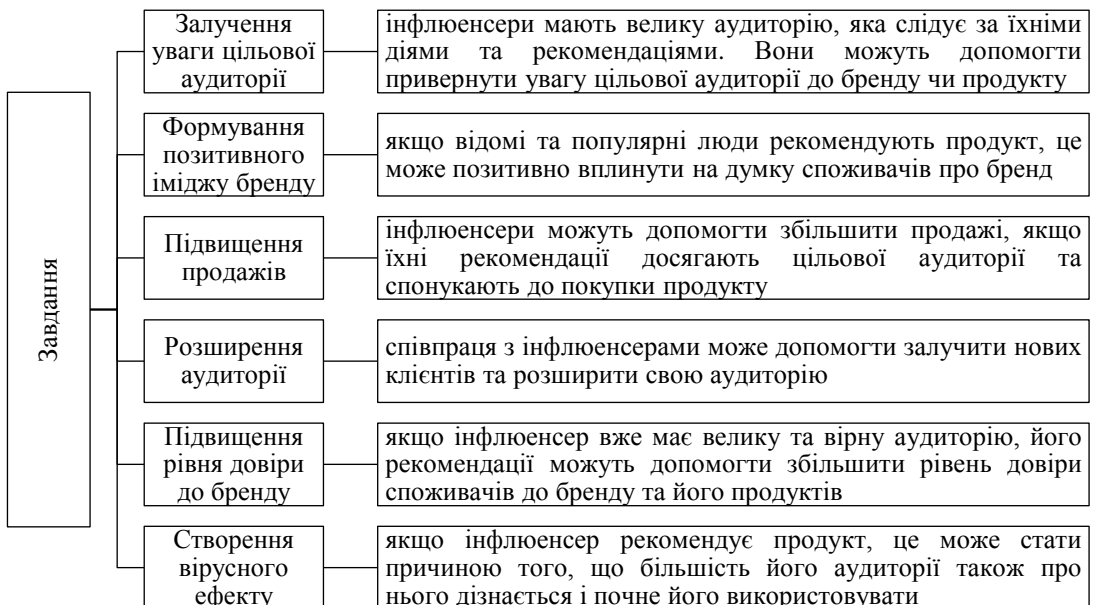 Завдання
Залучення
уваги цільової
аудиторії
інфлюенсери мають велику аудиторію, яка слідує за їхніми
діями та рекомендаціями. Вони можуть допомогти
привернути увагу цільової аудиторії до бренду чи продукту
Формування
позитивного
іміджу бренду
якщо відомі та популярні люди рекомендують продукт, це
може позитивно вплинути на думку споживачів про бренд
Підвищення
продажів
інфлюенсери можуть допомогти збільшити продажі, якщо
їхні рекомендації досягають цільової аудиторії та
спонукають до покупки продукту
Розширення
аудиторії
співпраця з інфлюенсерами може допомогти залучити нових
клієнтів та розширити свою аудиторію
Підвищення
рівня довіри
до бренду
якщо інфлюенсер вже має велику та вірну аудиторію, його
рекомендації можуть допомогти збільшити рівень довіри
споживачів до бренду та його продуктів
Створення
вірусного
ефекту
якщо інфлюенсер рекомендує продукт, це може стати
причиною того, що більшість його аудиторії також про
нього дізнається і почне його використовувати